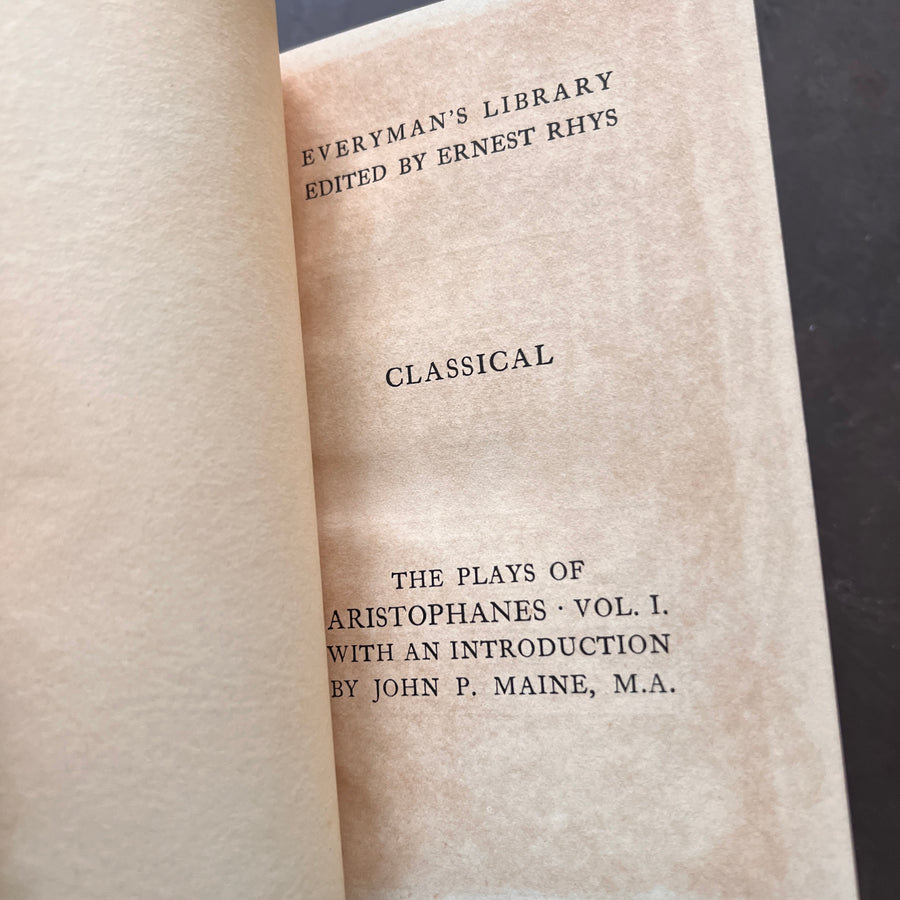 EVERYMAN'S LIBRARY
EDITED BY ERNEST RHYS
CLASSICAL
THE PLAYS OF
ARISTOPHANES · VOL. I.
WITH AN INTRODUCTION
BY JOHN P. MAINE, M.A.